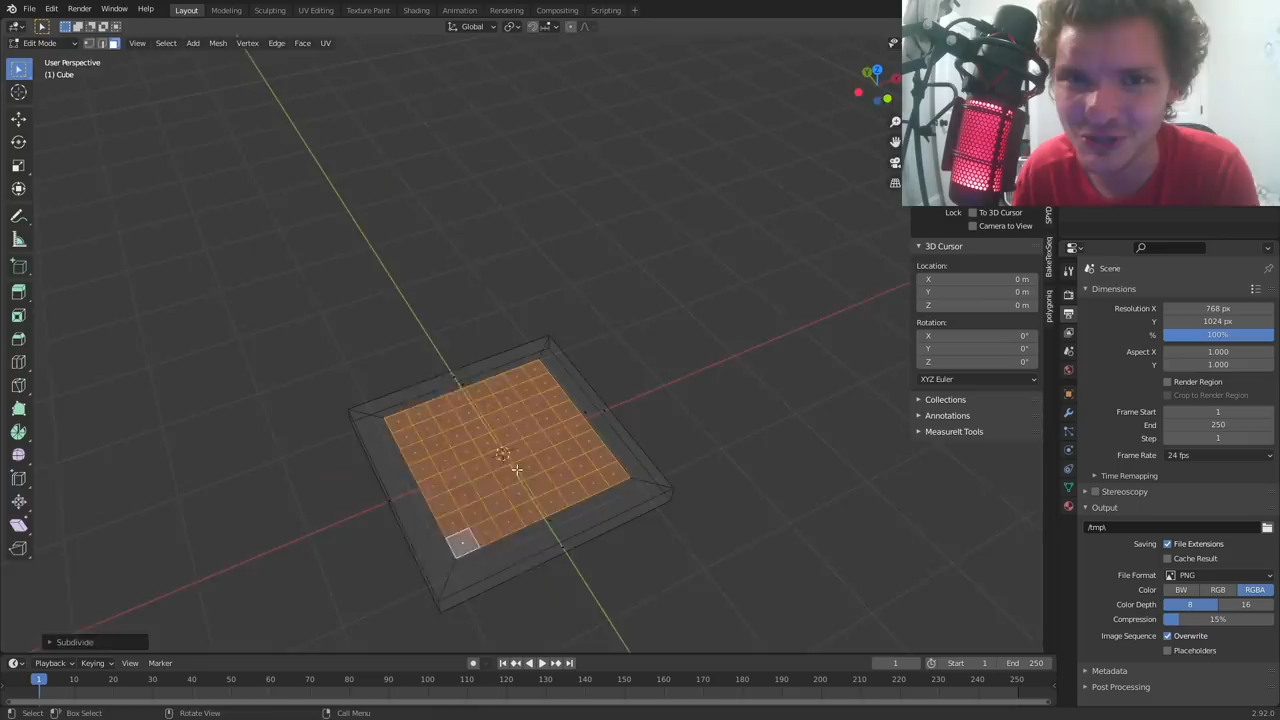 File Edit Render Window Help Layout Modeling Sculpting UV Editing Texture Paint Shading Animation Rendering Compositing Scripting +
Global
Edit Mode View Select Add Mesh Vertex Edge Face UV
User Perspective
(1) Cube
Z
Y
Lock To 3D Cursor
Camera to View
3D Cursor
Location:
X 0 m
Y 0 m
Z 0 m
Rotation:
X 0°
Y 0°
Z 0°
XYZ Euler
Collections
Annotations
MeasureIt Tools
SPYD
BakeTexSeq
polygoniq
Scene
Dimensions
Resolution X 768 px
Y 1024 px
% 100%
Aspect X 1.000
Y 1.000
Render Region
Crop to Render Region
Frame Start 1
End 250
Step 1
Frame Rate 24 fps
Time Remapping
Stereoscopy
Output
/tmp\
Saving File Extensions
Cache Result
File Format PNG
Color BW RGB RGBA
Color Depth 8 16
Compression 15%
Image Sequence Overwrite
Placeholders
Metadata
Post Processing
Subdivide
Playback Keying View Marker 1 Start 1 End 250
1 10 20 30 40 50 60 70 80 90 100 110 120 130 140 150 160 170 180 190 200 210 220 230 240 250
Select Box Select Rotate View Call Menu 2.92.0